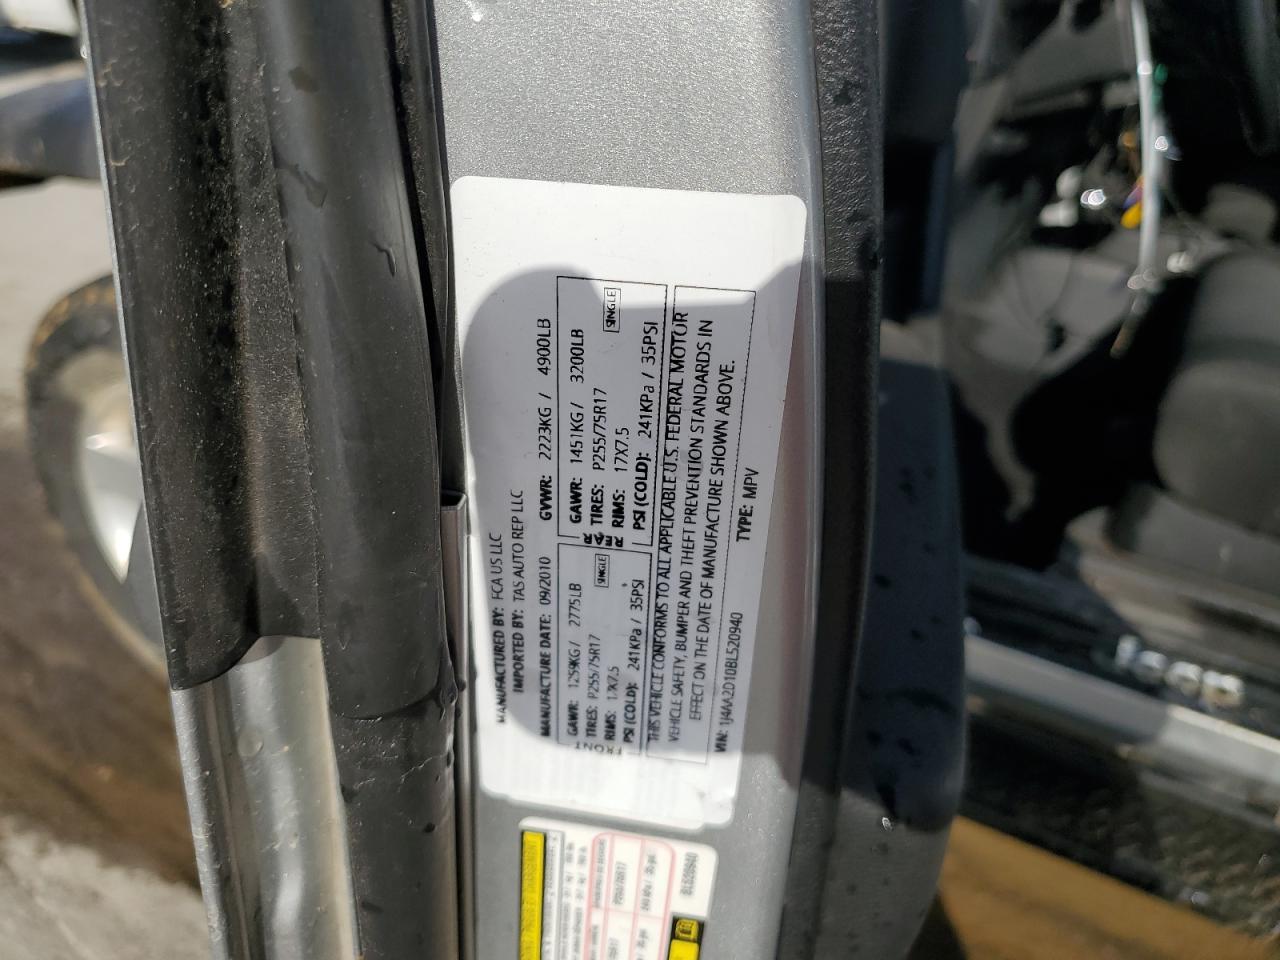 MANUFACTURED BY: FCA US LLC
IMPORTED BY: TAS AUTO REP LLC
MANUFACTURE DATE: 09/2010 GVWR: 2223KG / 4900LB
FRONT
GAWR: 1259KG / 2775LB
TIRES: P255/75R17
SINGLE
RIMS: 17X7.5
PSI (COLD): 241KPa / 35PSI
REAR
GAWR: 1451KG / 3200LB
TIRES: P255/75R17
SINGLE
RIMS: 17X7.5
PSI (COLD): 241KPa / 35PSI
THIS VEHICLE CONFORMS TO ALL APPLICABLE U.S. FEDERAL MOTOR
VEHICLE SAFETY, BUMPER AND THEFT PREVENTION STANDARDS IN
EFFECT ON THE DATE OF MANUFACTURE SHOWN ABOVE.
VIN: 1J4AA2D10BL520940 TYPE: MPV